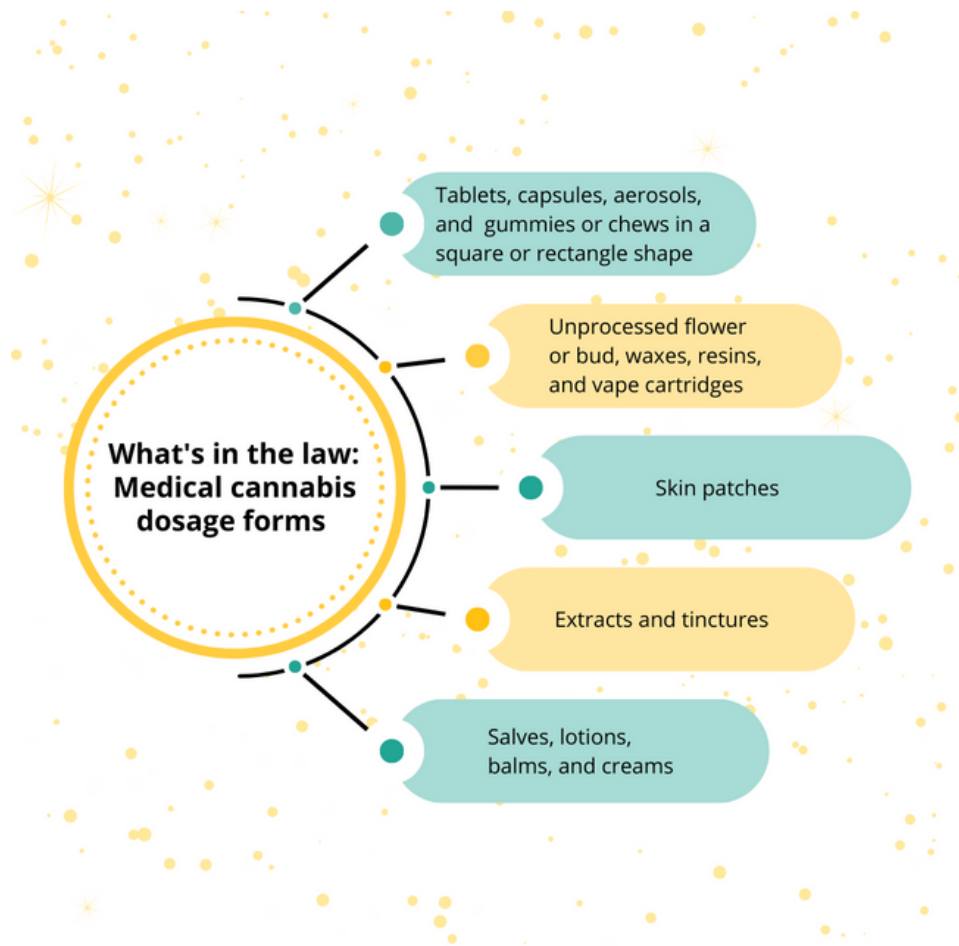 What's in the law:
Medical cannabis
dosage forms
Tablets, capsules, aerosols,
and gummies or chews in a
square or rectangle shape
Unprocessed flower
or bud, waxes, resins,
and vape cartridges
Skin patches
Extracts and tinctures
Salves, lotions,
balms, and creams